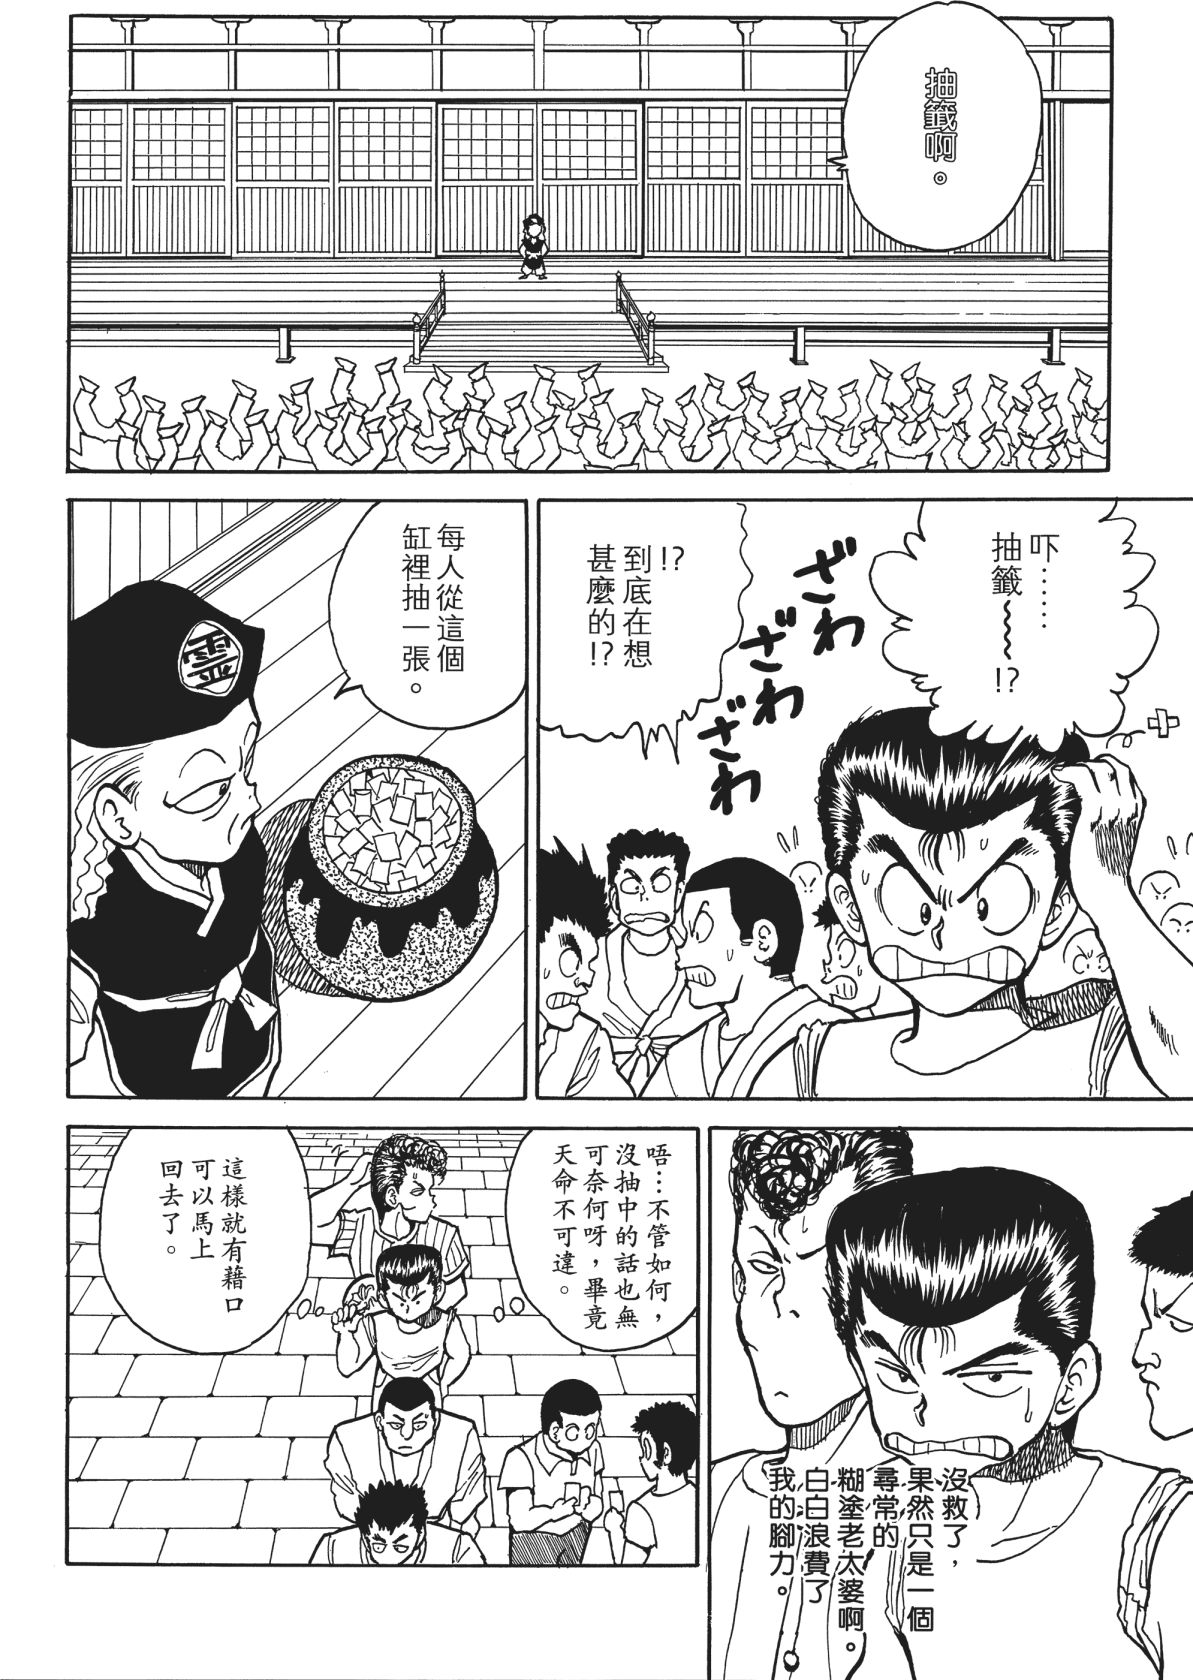 抽籤啊。
吓……
抽籤～～～!?
ざわ
ざわ
ざわ
!?
到底在想
甚麼的!?
每人從這個
缸裡抽一張。
靈
沒救了，
果然只是一個
尋常的
糊塗老太婆啊。
白白浪費了
我的腳力。
唔…不管如何，
沒抽中的話也無
可奈何呀，畢竟
天命不可違。
這樣就有藉口
可以馬上
回去了。